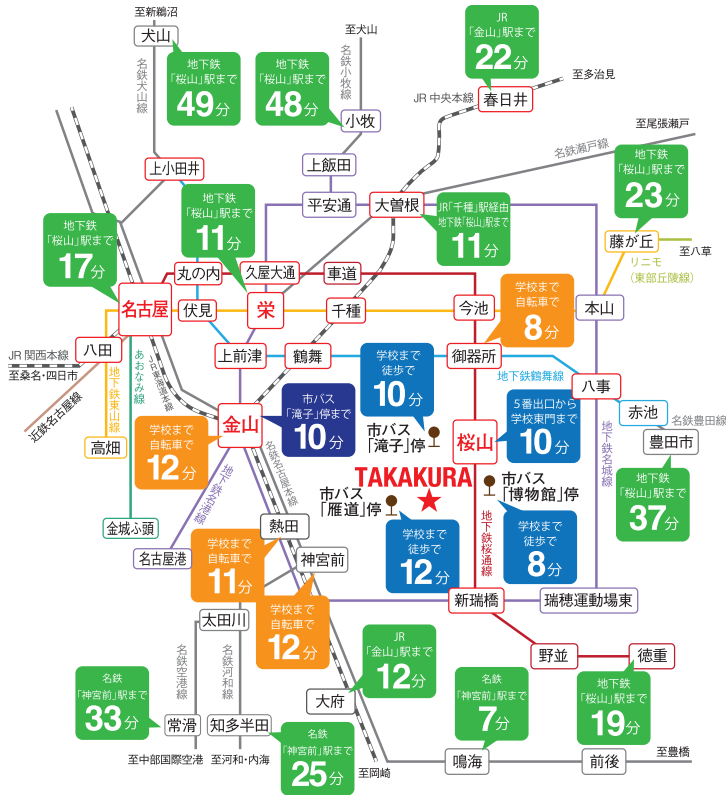 至新鵜沼
犬山
名鉄犬山線
地下鉄
「桜山」駅まで
49分
至犬山
名鉄小牧線
地下鉄
「桜山」駅まで
48分
小牧
JR
「金山」駅まで
22分
至多治見
JR中央本線
春日井
至尾張瀬戸
名鉄瀬戸線
地下鉄
「桜山」駅まで
23分
上飯田
上小田井
平安通
大曽根
地下鉄
「桜山」駅まで
11分
JR「千種」駅経由
地下鉄「桜山」駅まで
11分
藤が丘
至八草
リニモ
(東部丘陵線)
地下鉄
「桜山」駅まで
17分
丸の内
久屋大通
車道
名古屋
伏見
栄
千種
今池
学校まで
自転車で
8分
本山
八田
JR関西本線
至桑名・四日市
近鉄名古屋線
地下鉄東山線
あおなみ線
JR東海道本線
上前津
鶴舞
御器所
学校まで
徒歩で
10分
地下鉄鶴舞線
八事
赤池
名鉄豊田線
豊田市
地下鉄
「桜山」駅まで
37分
高畑
学校まで
自転車で
12分
金山
市バス
「滝子」停まで
10分
市バス
「滝子」停
桜山
5番出口から
学校東門まで
10分
地下鉄名城線
金城ふ頭
地下鉄名港線
名鉄名古屋本線
TAKAKURA
市バス
「雁道」停
市バス
「博物館」停
名古屋港
学校まで
自転車で
11分
熱田
神宮前
学校まで
徒歩で
12分
地下鉄桜通線
学校まで
徒歩で
8分
学校まで
自転車で
12分
新瑞橋
瑞穂運動場東
太田川
名鉄空港線
名鉄河和線
JR
「金山」駅まで
12分
野並
徳重
名鉄
「神宮前」駅まで
33分
常滑
知多半田
大府
名鉄
「神宮前」駅まで
7分
地下鉄
「桜山」駅まで
19分
名鉄
「神宮前」駅まで
25分
至中部国際空港
至河和・内海
至岡崎
鳴海
前後
至豊橋